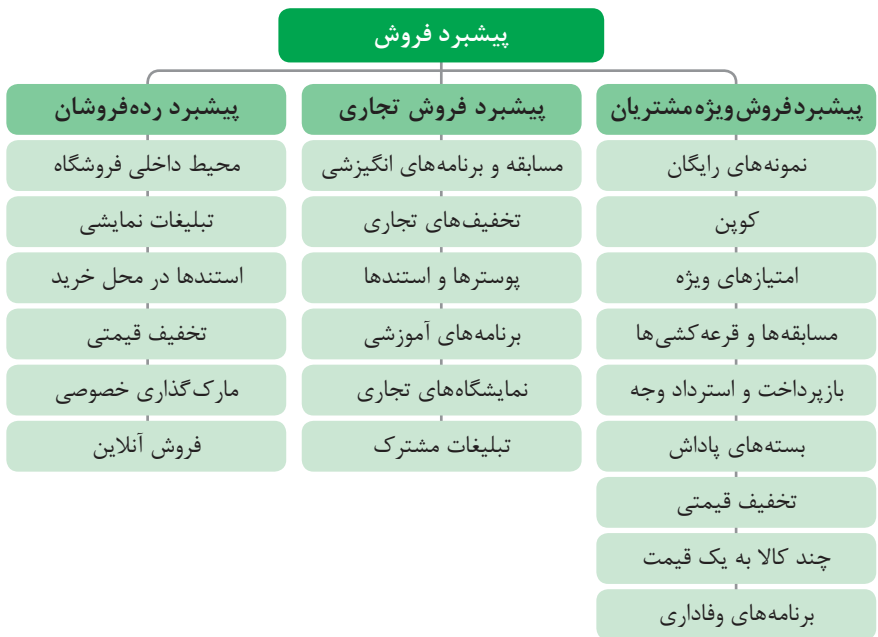 پیشبرد فروش
پیشبرد فروش ویژه مشتریان
نمونه‌های رایگان
کوپن
امتیازهای ویژه
مسابقه‌ها و قرعه‌کشی‌ها
بازپرداخت و استرداد وجه
بسته‌های پاداش
تخفیف قیمتی
چند کالا به یک قیمت
برنامه‌های وفاداری
پیشبرد فروش تجاری
مسابقه و برنامه‌های انگیزشی
تخفیف‌های تجاری
پوسترها و استندها
برنامه‌های آموزشی
نمایشگاه‌های تجاری
تبلیغات مشترک
پیشبرد رده‌فروشان
محیط داخلی فروشگاه
تبلیغات نمایشی
استندها در محل خرید
تخفیف قیمتی
مارک‌گذاری خصوصی
فروش آنلاین